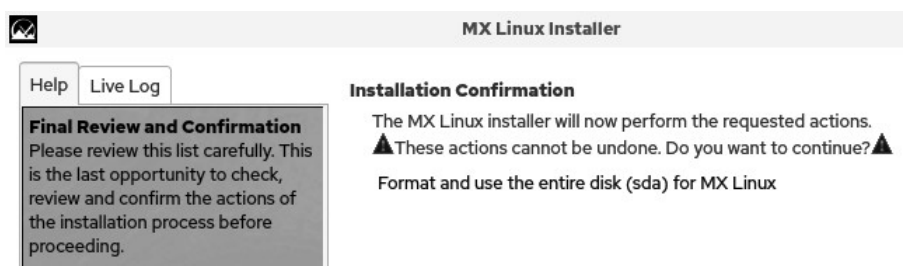 MX Linux Installer
Help
Live Log
Final Review and Confirmation
Please review this list carefully. This
is the last opportunity to check,
review and confirm the actions of
the installation process before
proceeding.
Installation Confirmation
The MX Linux installer will now perform the requested actions.
These actions cannot be undone. Do you want to continue?
Format and use the entire disk (sda) for MX Linux